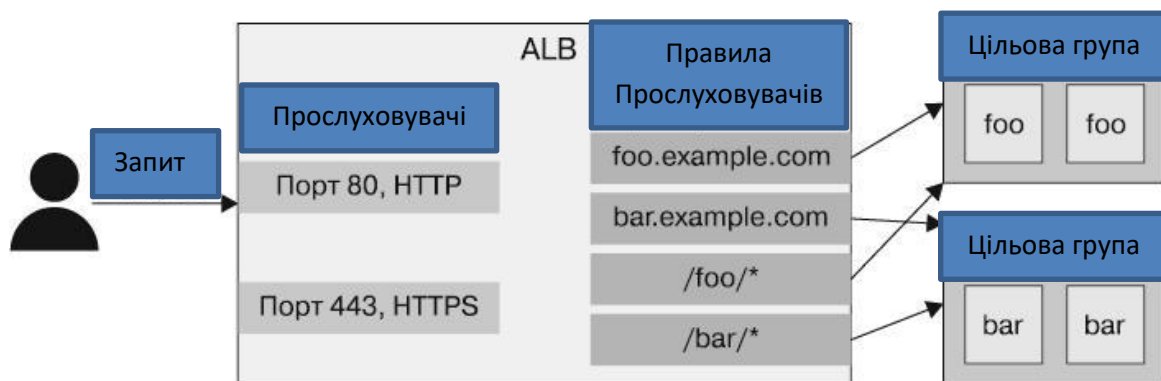 Запит
ALB
Прослуховувачі
Порт 80, HTTP
Порт 443, HTTPS
Правила
Прослуховувачів
foo.example.com
bar.example.com
/foo/*
/bar/*
Цільова група
foo foo
Цільова група
bar bar